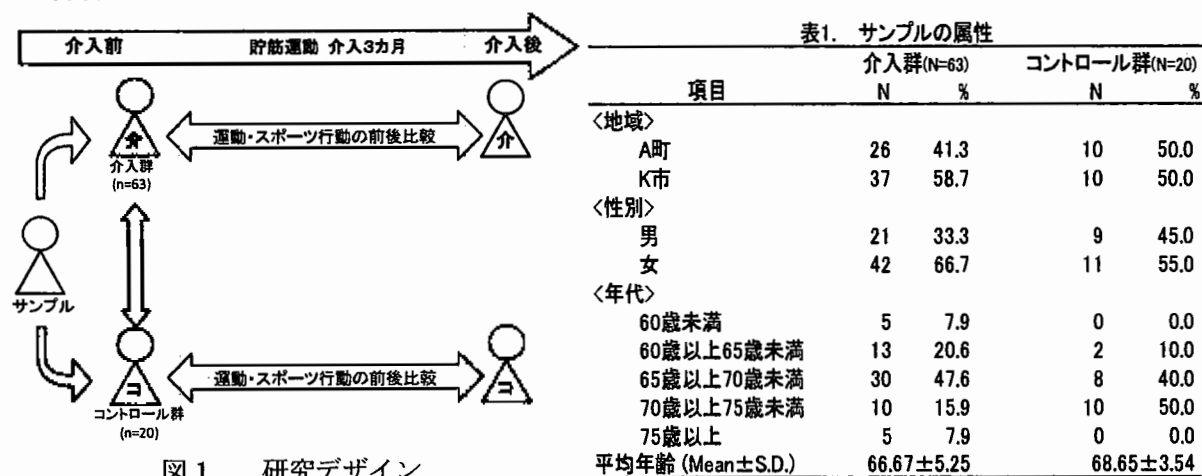 介入前 貯筋運動 介入3カ月 介入後
介
運動・スポーツ行動の前後比較
介
介入群
(n=63)
サンプル
コ
運動・スポーツ行動の前後比較
コ
コントロール群
(n=20)
図1 研究デザイン
表1. サンプルの属性
介入群(N=63) コントロール群(N=20)
項目 N % N %
<地域>
A町 26 41.3 10 50.0
K市 37 58.7 10 50.0
<性別>
男 21 33.3 9 45.0
女 42 66.7 11 55.0
<年代>
60歳未満 5 7.9 0 0.0
60歳以上65歳未満 13 20.6 2 10.0
65歳以上70歳未満 30 47.6 8 40.0
70歳以上75歳未満 10 15.9 10 50.0
75歳以上 5 7.9 0 0.0
平均年齢 (Mean±S.D.) 66.67±5.25 68.65±3.54